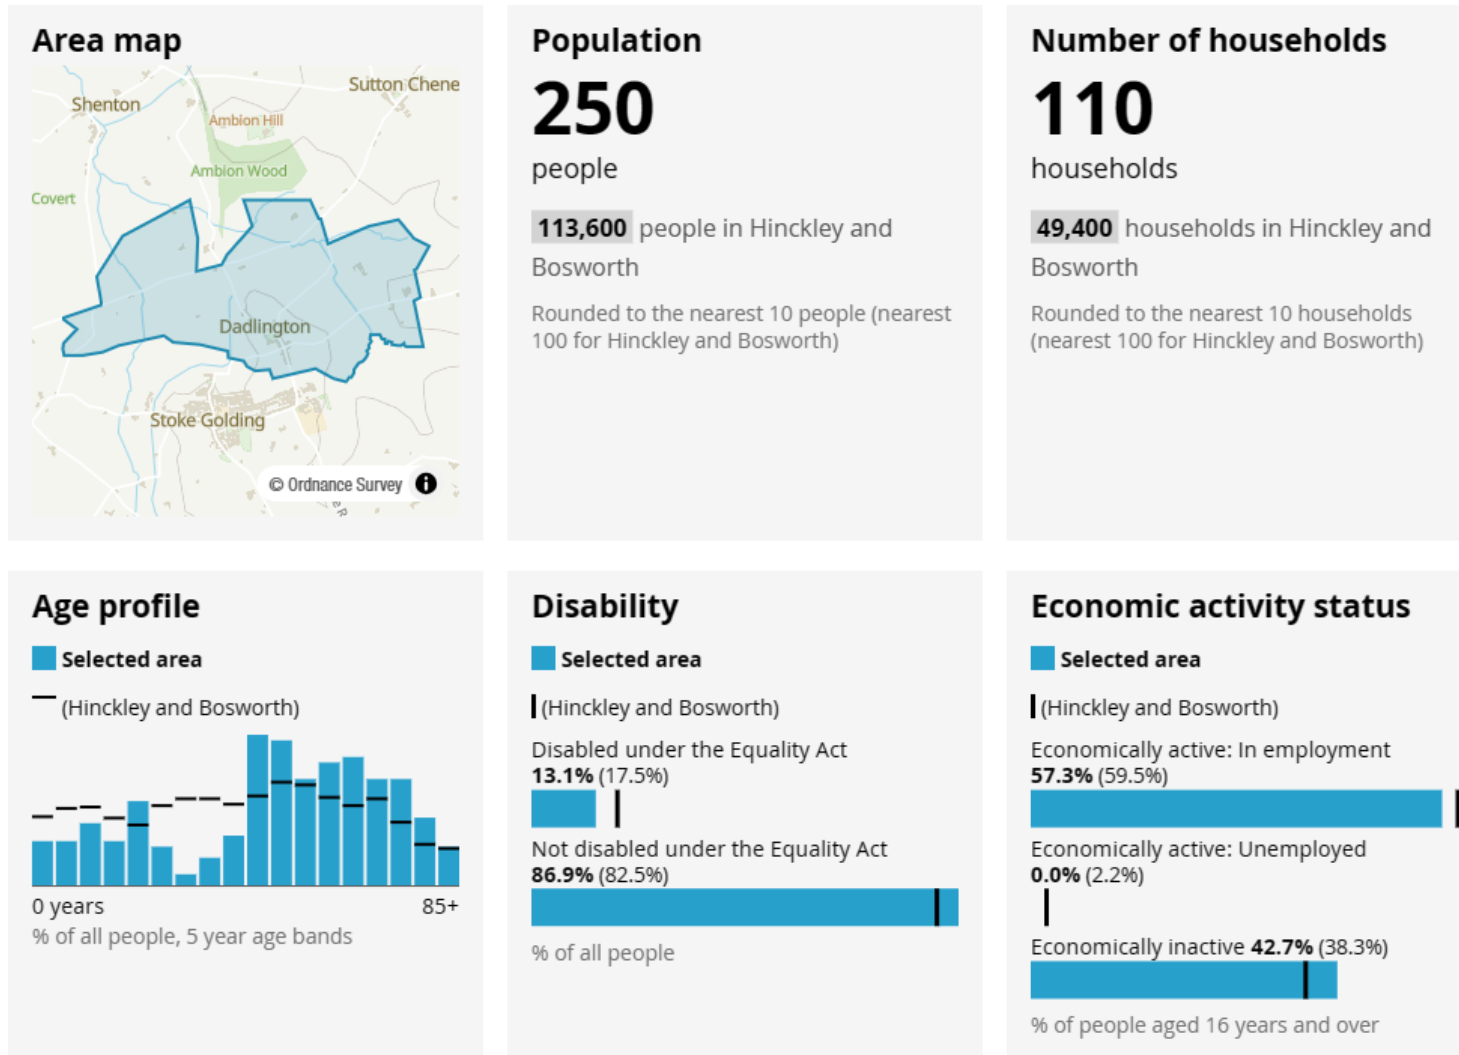 Area map
Sutton Chene
Shenton
Ambion Hill
Ambion Wood
Covert
Dadlington
Stoke Golding
© Ordnance Survey
Population
250
people
113,600 people in Hinckley and
Bosworth
Rounded to the nearest 10 people (nearest
100 for Hinckley and Bosworth)
Number of households
110
households
49,400 households in Hinckley and
Bosworth
Rounded to the nearest 10 households
(nearest 100 for Hinckley and Bosworth)
Age profile
Selected area
(Hinckley and Bosworth)
0 years
85+
% of all people, 5 year age bands
Disability
Selected area
(Hinckley and Bosworth)
Disabled under the Equality Act
13.1% (17.5%)
Not disabled under the Equality Act
86.9% (82.5%)
% of all people
Economic activity status
Selected area
(Hinckley and Bosworth)
Economically active: In employment
57.3% (59.5%)
Economically active: Unemployed
0.0% (2.2%)
Economically inactive 42.7% (38.3%)
% of people aged 16 years and over